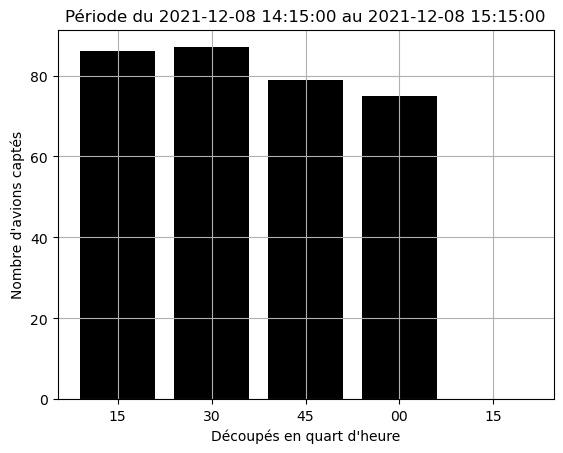 Période du 2021-12-08 14:15:00 au 2021-12-08 15:15:00
Nombre d'avions captés
80
60
40
20
0
15 30 45 00 15
Découpés en quart d'heure